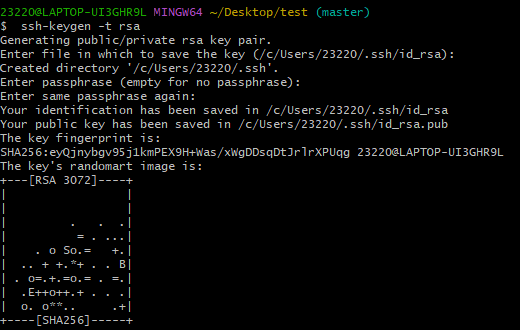 23220@LAPTOP-UI3GHR9L MINGW64 ~/Desktop/test (master)
$  ssh-keygen -t rsa
Generating public/private rsa key pair.
Enter file in which to save the key (/c/Users/23220/.ssh/id_rsa):
Created directory '/c/Users/23220/.ssh'.
Enter passphrase (empty for no passphrase):
Enter same passphrase again:
Your identification has been saved in /c/Users/23220/.ssh/id_rsa
Your public key has been saved in /c/Users/23220/.ssh/id_rsa.pub
The key fingerprint is:
SHA256:eyQjnybgv95j1kmPEX9H+Was/xWgDDsqDtJrlrXPUqg 23220@LAPTOP-UI3GHR9L
The key's randomart image is:
+---[RSA 3072]----+
|                 |
|                 |
|         .   . .|
|          = . ...|
|    . o So.=   +.|
|  .. + +.*+ . . B|
| . o=.+.=o.= . =.|
|  .E++o++.+ . . .|
|  o. o**..     .+|
+----[SHA256]-----+